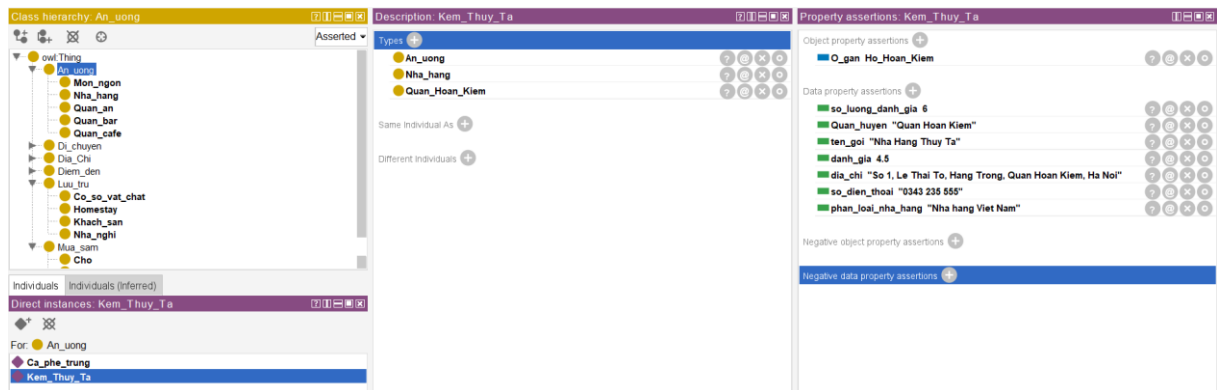 Class hierarchy: An_uong
Asserted
owl:Thing
An_uong
Mon_ngon
Nha_hang
Quan_an
Quan_bar
Quan_cafe
Di_chuyen
Dia_Chi
Diem_den
Luu_tru
Co_so_vat_chat
Homestay
Khach_san
Nha_nghi
Mua_sam
Cho
Individuals Individuals (Inferred)
Direct instances: Kem_Thuy_Ta
For: An_uong
Ca_phe_trung
Kem_Thuy_Ta
Description: Kem_Thuy_Ta
Types
An_uong
Nha_hang
Quan_Hoan_Kiem
Same Individual As
Different Individuals
Property assertions: Kem_Thuy_Ta
Object property assertions
O_gan Ho_Hoan_Kiem
Data property assertions
so_luong_danh_gia 6
Quan_huyen "Quan Hoan Kiem"
ten_goi "Nha Hang Thuy Ta"
danh_gia 4.5
dia_chi "So 1, Le Thai To, Hang Trong, Quan Hoan Kiem, Ha Noi"
so_dien_thoai "0343 235 555"
phan_loai_nha_hang "Nha hang Viet Nam"
Negative object property assertions
Negative data property assertions